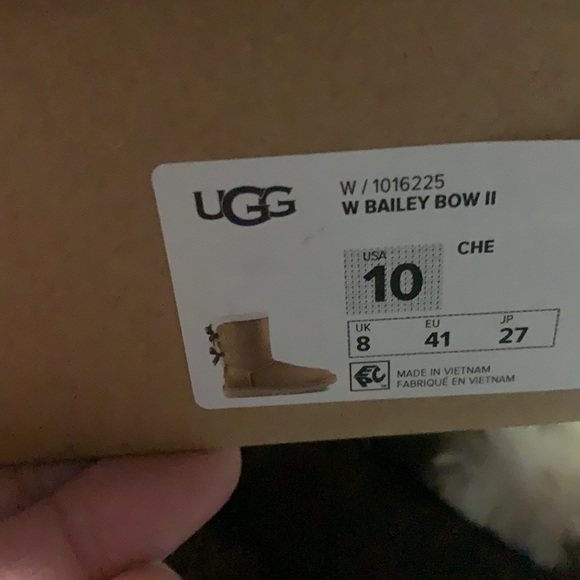 UGG
W / 1016225
W BAILEY BOW II
CHE
USA
10
UK EU JP
8 41 27
MADE IN VIETNAM
FABRIQUÉ EN VIETNAM